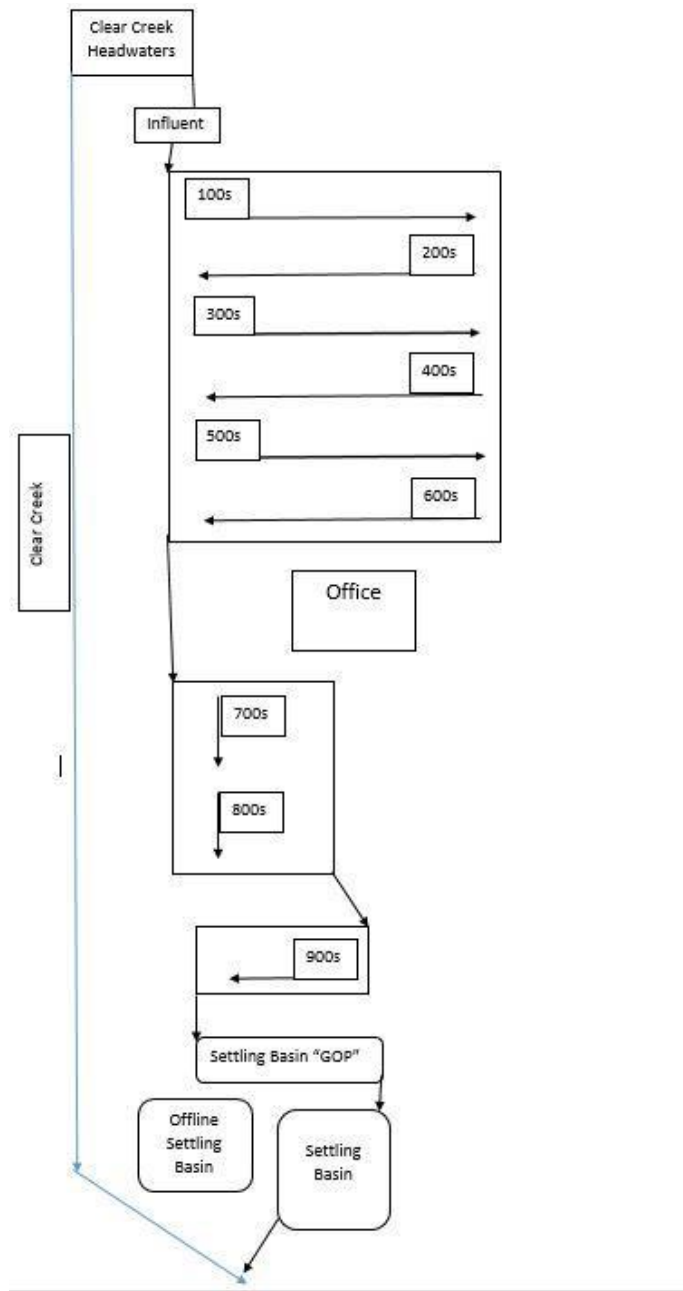 Clear Creek
Headwaters
Influent
100s
200s
300s
400s
500s
600s
Clear Creek
Office
700s
800s
900s
Settling Basin “GOP”
Offline
Settling
Basin
Settling
Basin